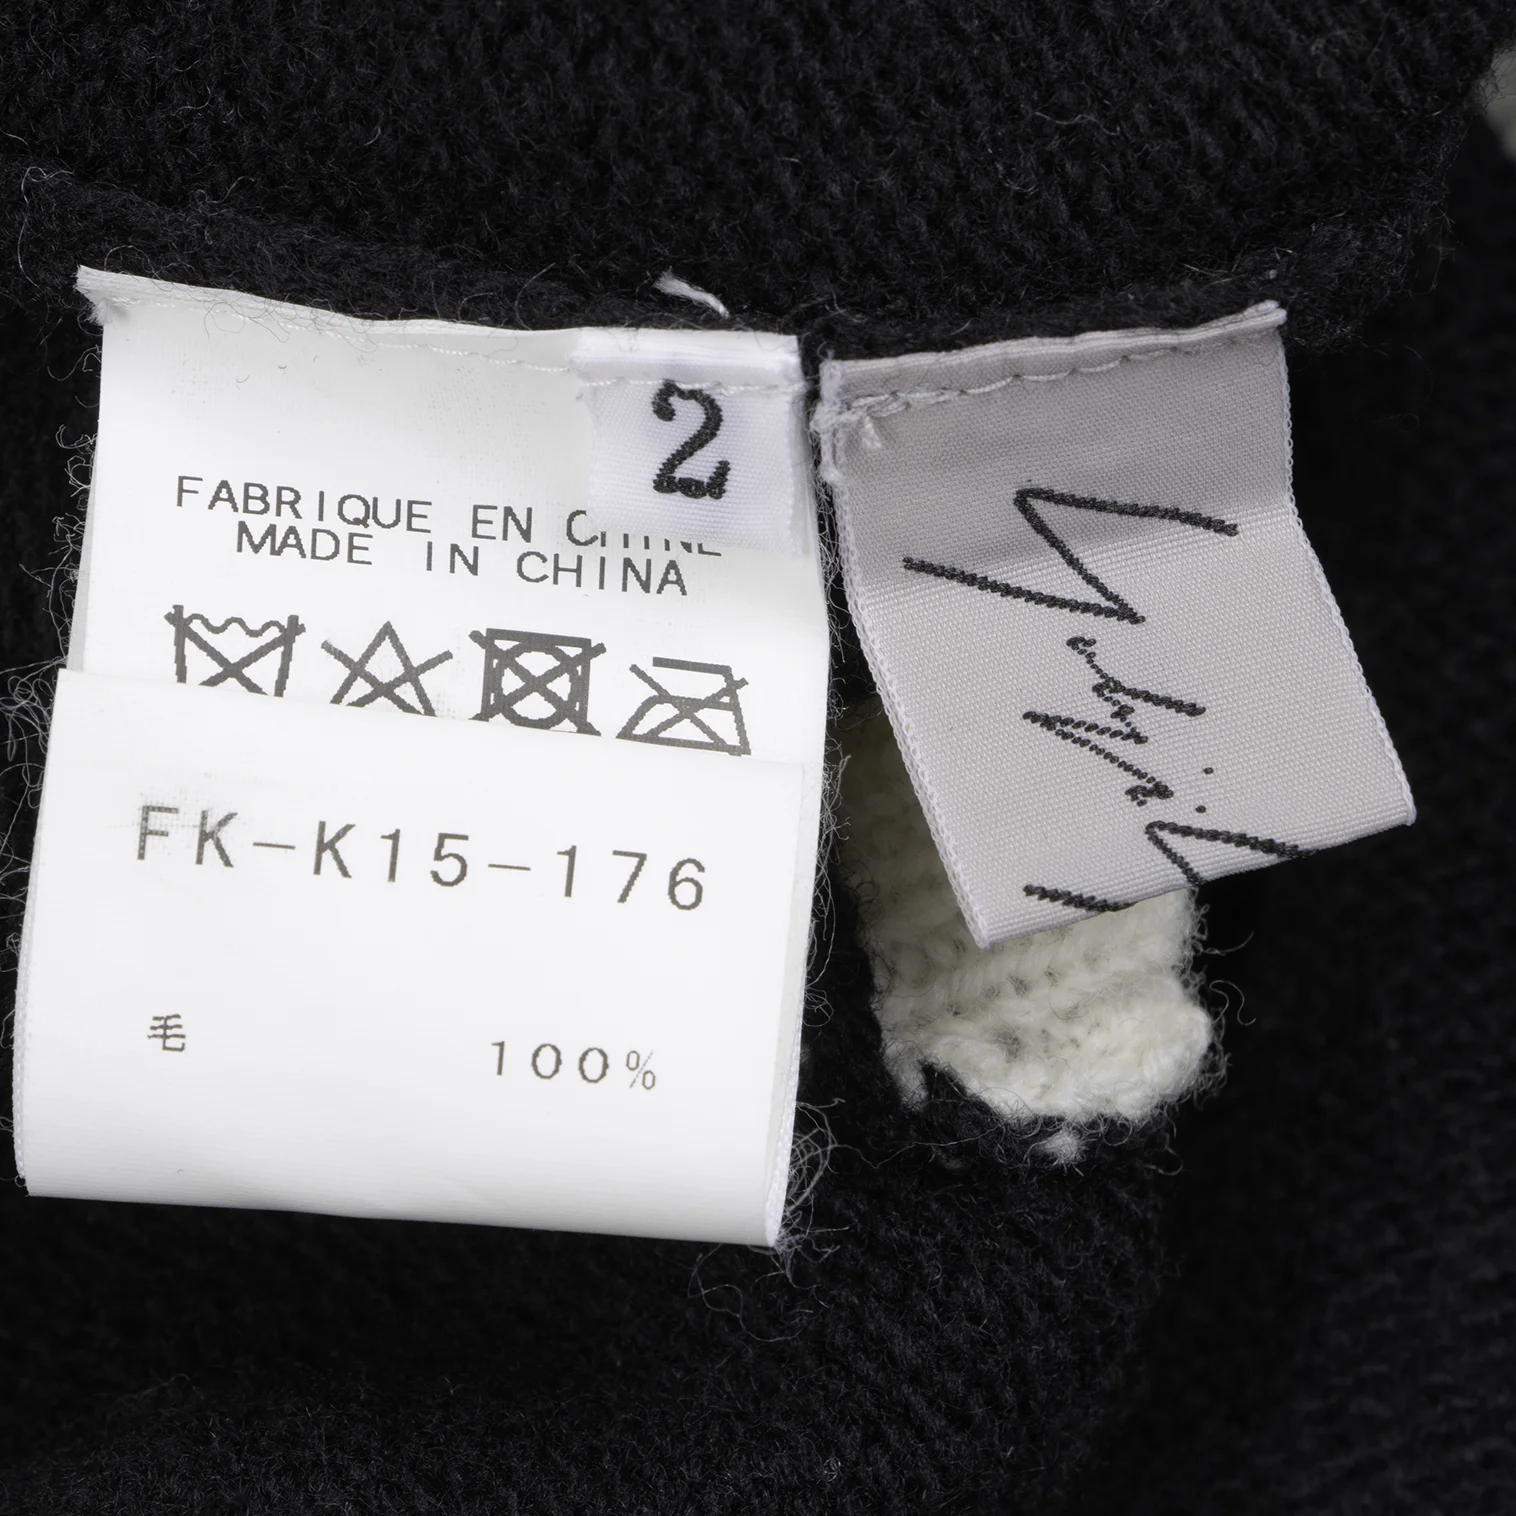 2
FABRIQUE EN CHINE
MADE IN CHINA
FK-K15-176
毛 100%